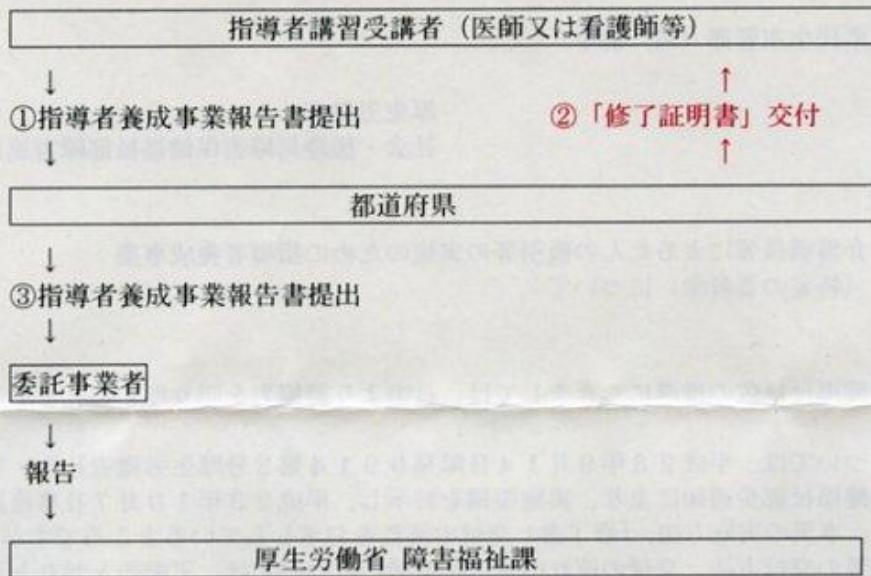 指導者講習受講者（医師又は看護師等）
↓ ↑
①指導者養成事業報告書提出 ②「修了証明書」交付
↓ ↑
都道府県
↓
③指導者養成事業報告書提出
↓
委託事業者
↓
報告
↓
厚生労働省 障害福祉課